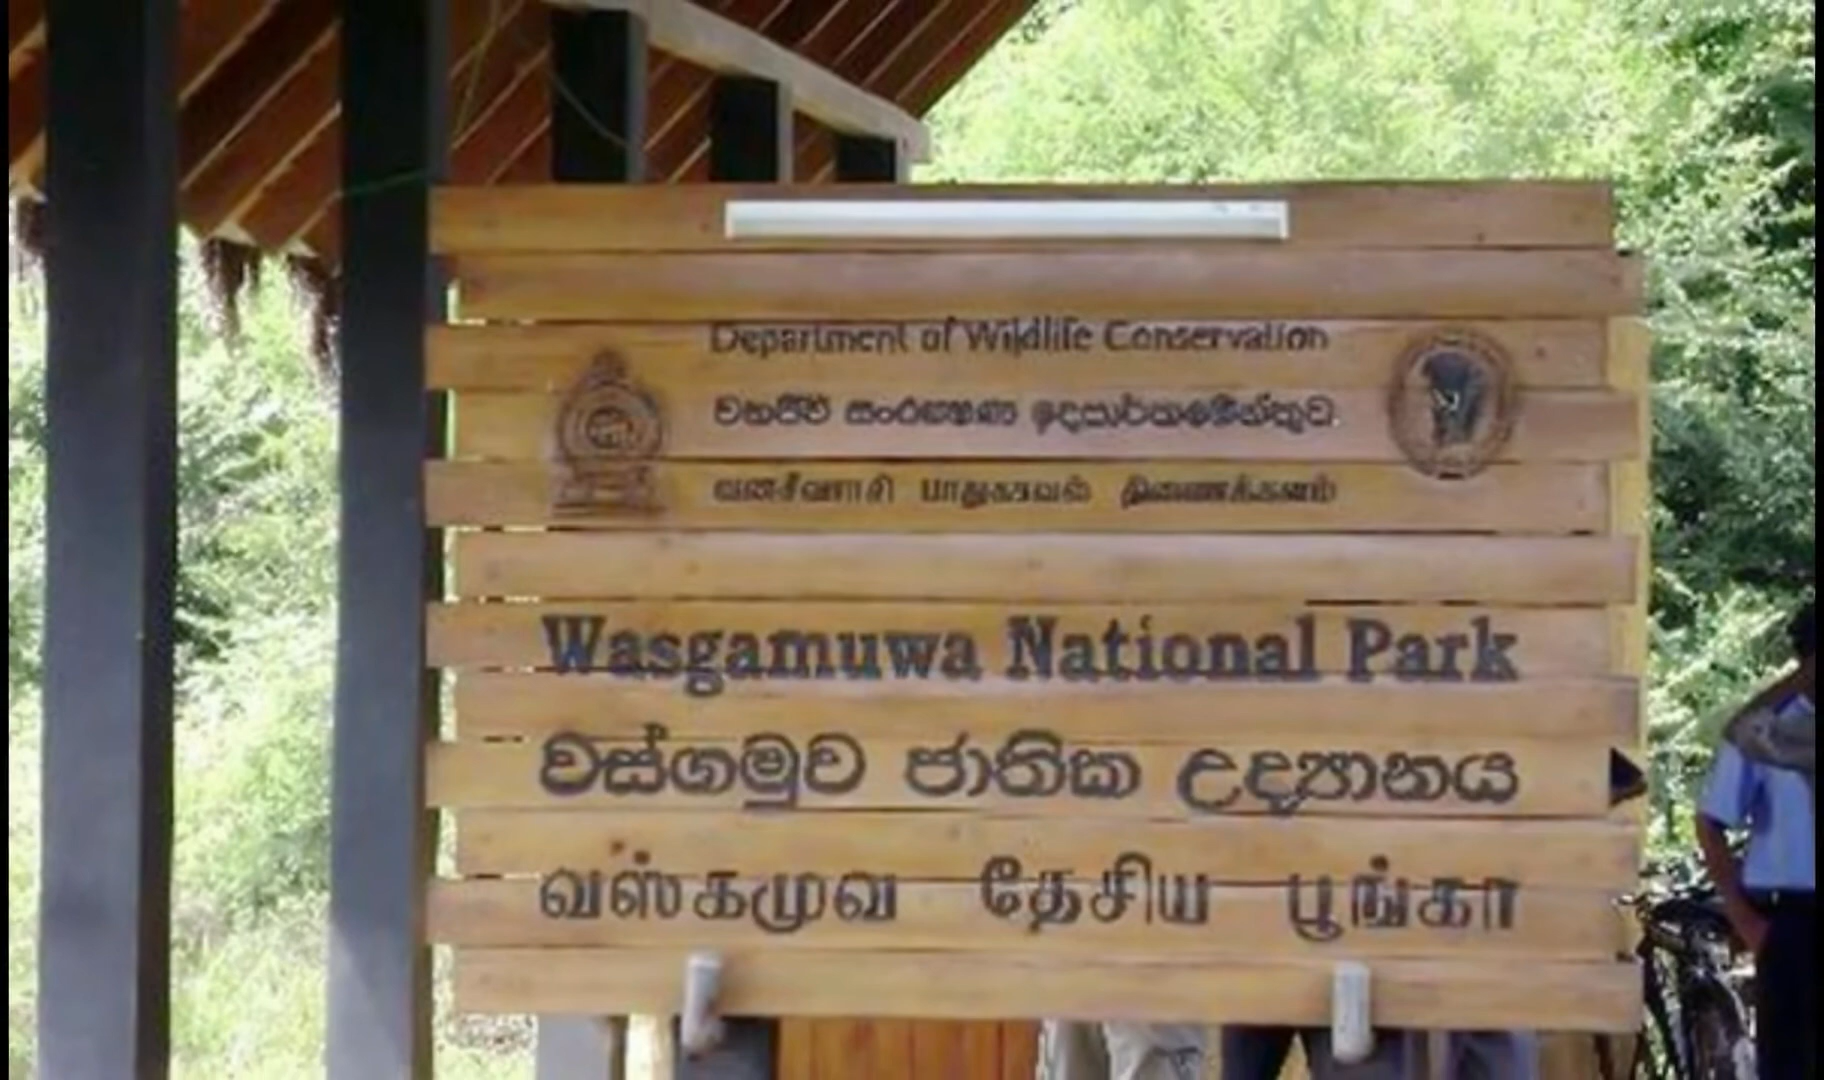 Department of Wildlife Conservation
වනජීවී සංරක්ෂණ දෙපාර්තමේන්තුව.
வனசீவராசி பாதுகாவல் திணைக்களம்
Wasgamuwa National Park
වස්ගමුව ජාතික උද්‍යානය
வஸ்கமுவ தேசிய பூங்கா